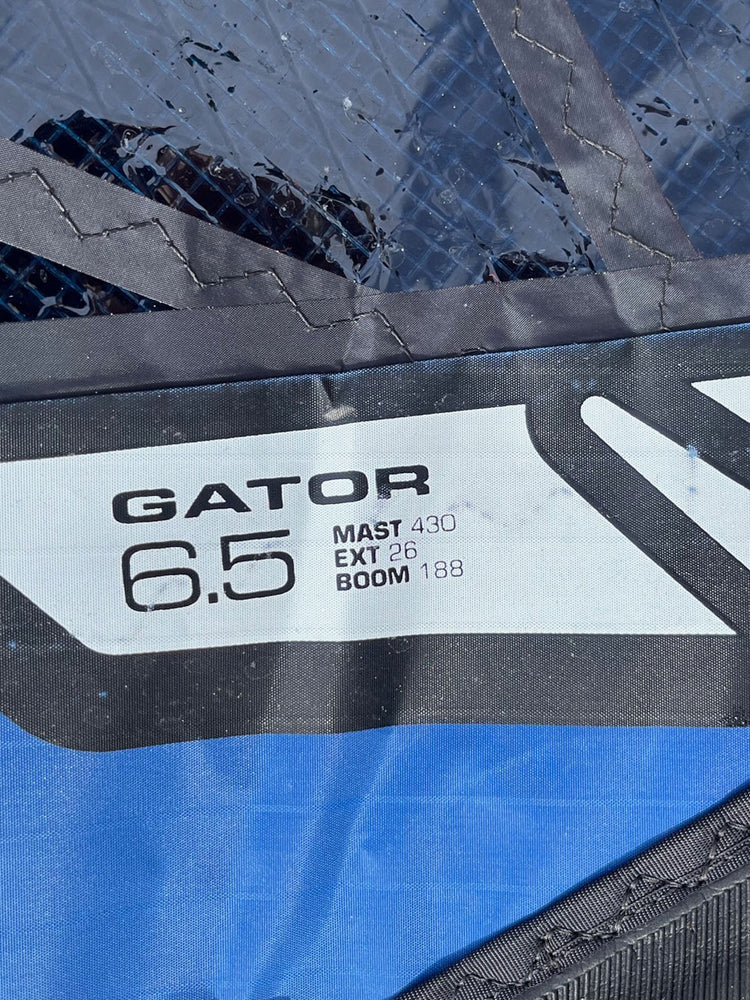 GATOR
6.5
MAST 430
EXT 26
BOOM 188